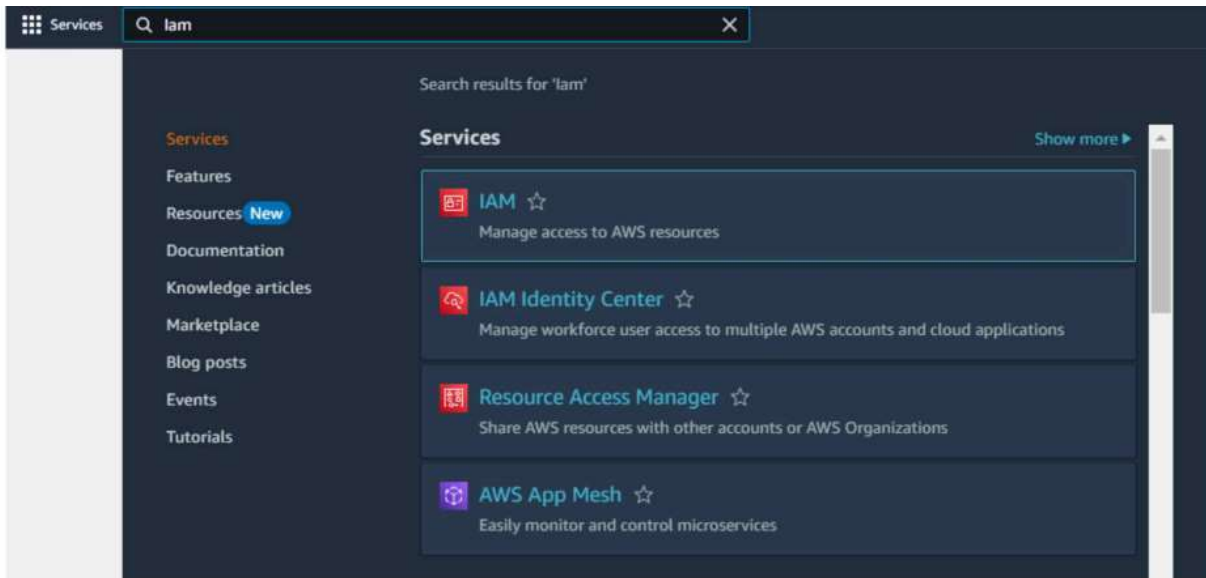 Services
Iam
Search results for 'Iam'
Services
Features
Resources New
Documentation
Knowledge articles
Marketplace
Blog posts
Events
Tutorials
Services
Show more
IAM
Manage access to AWS resources
IAM Identity Center
Manage workforce user access to multiple AWS accounts and cloud applications
Resource Access Manager
Share AWS resources with other accounts or AWS Organizations
AWS App Mesh
Easily monitor and control microservices